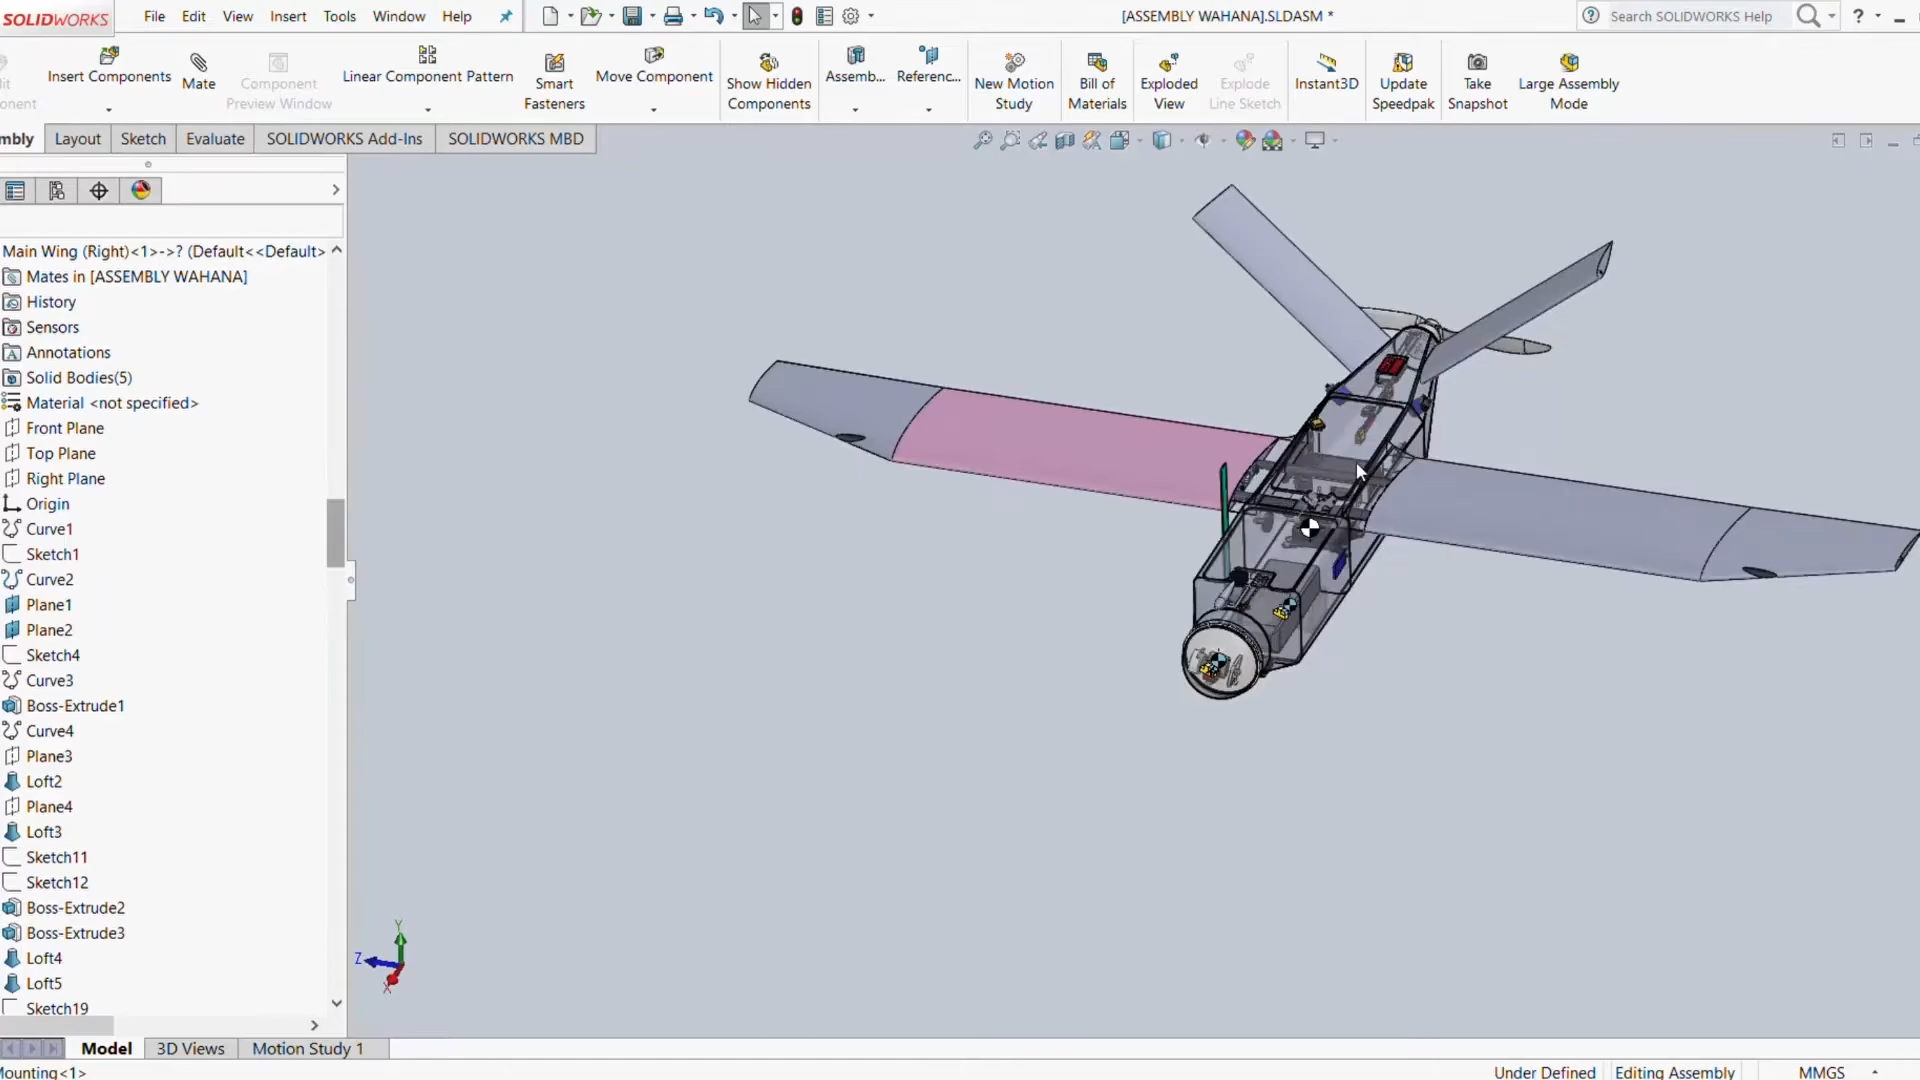 SOLIDWORKS File Edit View Insert Tools Window Help [ASSEMBLY WAHANA].SLDASM * Search SOLIDWORKS Help ?
Insert Components Mate Component Preview Window Linear Component Pattern Smart Fasteners Move Component Show Hidden Components Assemb... Referenc... New Motion Study Bill of Materials Exploded View Explode Line Sketch Instant3D Update Speedpak Take Snapshot Large Assembly Mode
mbly Layout Sketch Evaluate SOLIDWORKS Add-Ins SOLIDWORKS MBD
Main Wing (Right)<1>->? (Default<<Default>
Mates in [ASSEMBLY WAHANA]
History
Sensors
Annotations
Solid Bodies(5)
Material <not specified>
Front Plane
Top Plane
Right Plane
Origin
Curve1
Sketch1
Curve2
Plane1
Plane2
Sketch4
Curve3
Boss-Extrude1
Curve4
Plane3
Loft2
Plane4
Loft3
Sketch11
Sketch12
Boss-Extrude2
Boss-Extrude3
Loft4
Loft5
Sketch19
Y
Z
X
Model 3D Views Motion Study 1
Mounting<1> Under Defined Editing Assembly MMGS